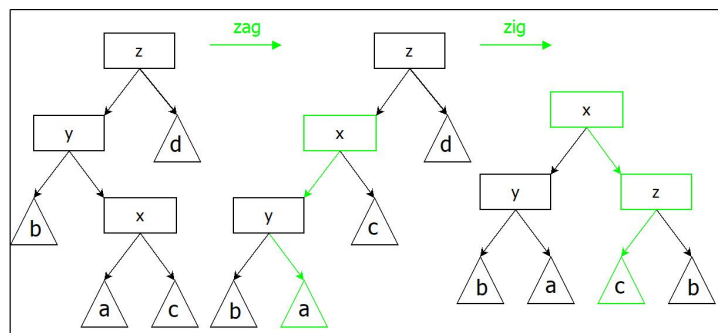 zag zig
z z
x
y x d d
y z
b x y c
a c b a b a c b